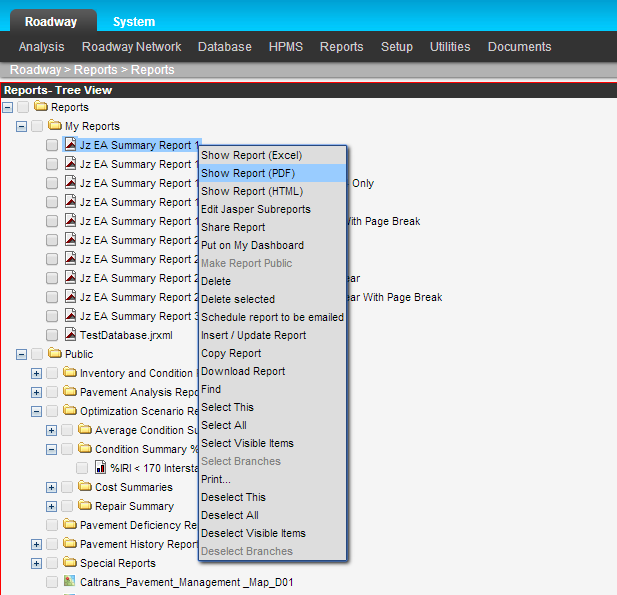 Roadway System
Analysis Roadway Network Database HPMS Reports Setup Utilities Documents
Roadway > Reports > Reports
Reports- Tree View
Reports
My Reports
Jz EA Summary Report 1
Jz EA Summary Report 1
Jz EA Summary Report 1 Only
Jz EA Summary Report 1
Jz EA Summary Report 1 With Page Break
Jz EA Summary Report 2
Jz EA Summary Report 2
Jz EA Summary Report 2 ear
Jz EA Summary Report 2 ear With Page Break
Jz EA Summary Report 3
TestDatabase.jrxml
Public
Inventory and Condition
Pavement Analysis Repo
Optimization Scenario Re
Average Condition Su
Condition Summary %
%IRI < 170 Intersta
Cost Summaries
Repair Summary
Pavement Deficiency Re
Pavement History Report
Special Reports
Caltrans_Pavement_Management _Map_D01
Show Report (Excel)
Show Report (PDF)
Show Report (HTML)
Edit Jasper Subreports
Share Report
Put on My Dashboard
Make Report Public
Delete
Delete selected
Schedule report to be emailed
Insert / Update Report
Copy Report
Download Report
Find
Select This
Select All
Select Visible Items
Select Branches
Print...
Deselect This
Deselect All
Deselect Visible Items
Deselect Branches